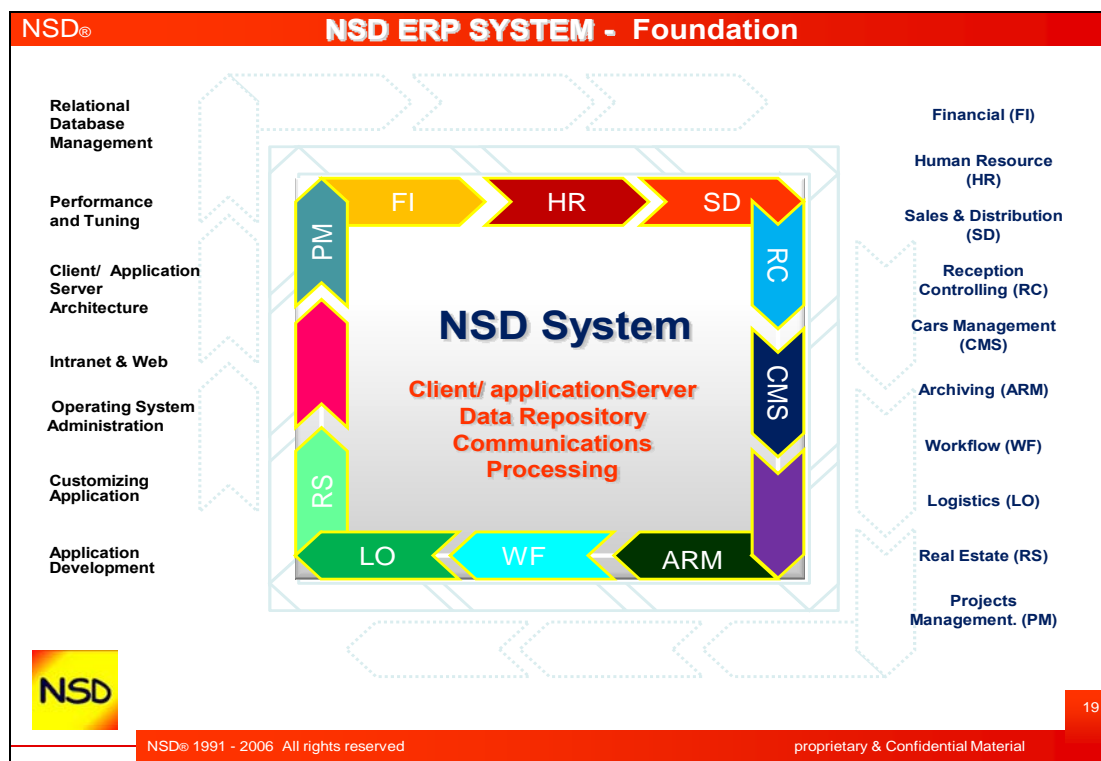 NSD®
NSD ERP SYSTEM - Foundation
Relational
Database
Management
Performance
and Tuning
Client/ Application
Server
Architecture
Intranet & Web
Operating System
Administration
Customizing
Application
Application
Development
FI
HR
SD
PM
RC
CMS
RS
LO
WF
ARM
NSD System
Client/ applicationServer
Data Repository
Communications
Processing
Financial (FI)
Human Resource
(HR)
Sales & Distribution
(SD)
Reception
Controlling (RC)
Cars Management
(CMS)
Archiving (ARM)
Workflow (WF)
Logistics (LO)
Real Estate (RS)
Projects
Management. (PM)
NSD
19
NSD® 1991 - 2006 All rights reserved
proprietary & Confidential Material